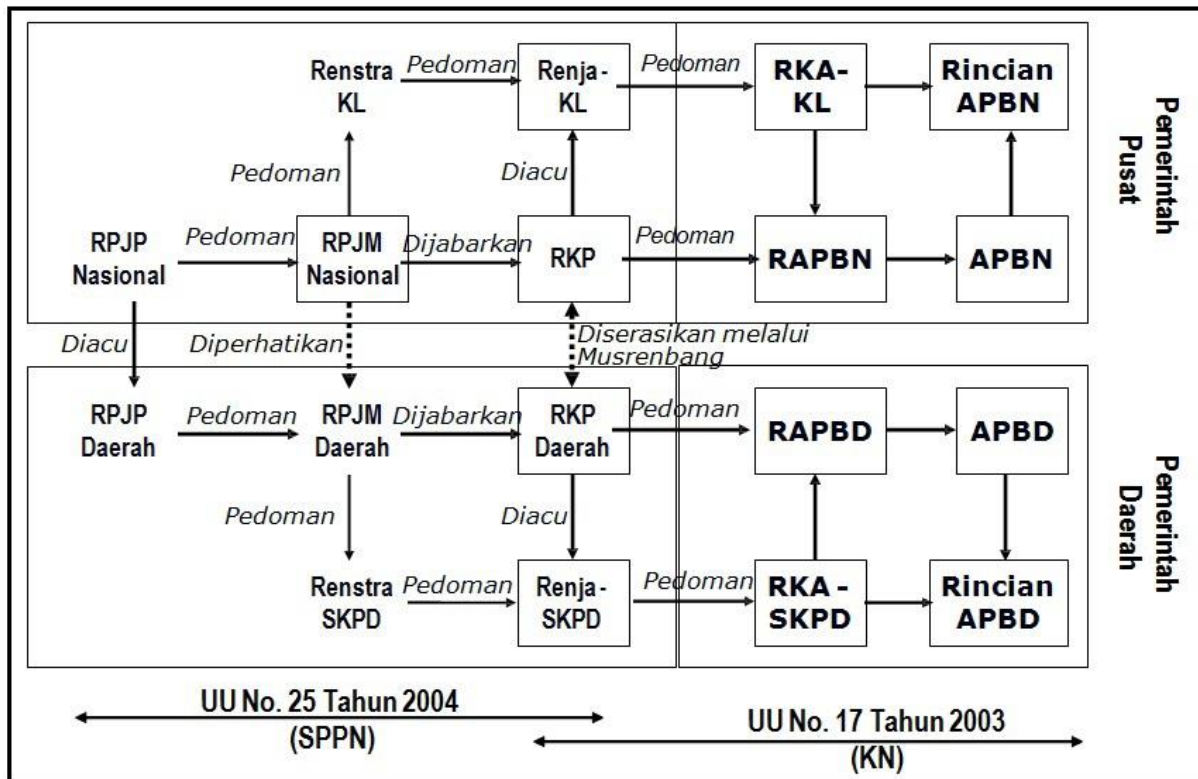 Renstra
KL
Pedoman
Renja-
KL
Pedoman
RKA-
KL
Rincian
APBN
Pedoman
Diacu
RPJP
Nasional
Pedoman
RPJM
Nasional
Dijabarkan
RKP
Pedoman
RAPBN
APBN
Pemerintah
Pusat
Diacu
Diperhatikan
Diserasikan melalui
Musrenbang
RPJP
Daerah
Pedoman
RPJM
Daerah
Dijabarkan
RKP
Daerah
Pedoman
RAPBD
APBD
Pedoman
Diacu
Renstra
SKPD
Pedoman
Renja -
SKPD
Pedoman
RKA -
SKPD
Rincian
APBD
Pemerintah
Daerah
UU No. 25 Tahun 2004
(SPPN)
UU No. 17 Tahun 2003
(KN)